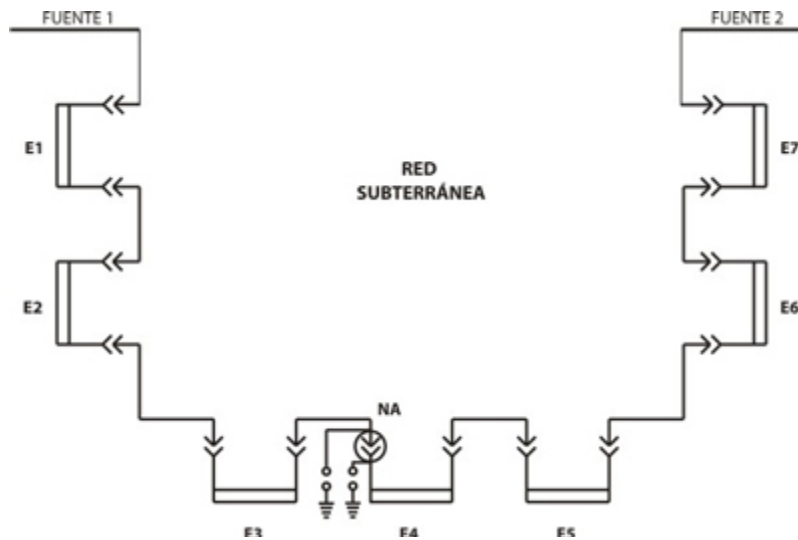 FUENTE 1
FUENTE 2
E1
E7
RED
SUBTERRÁNEA
E2
E6
NA
E3
E4
E5